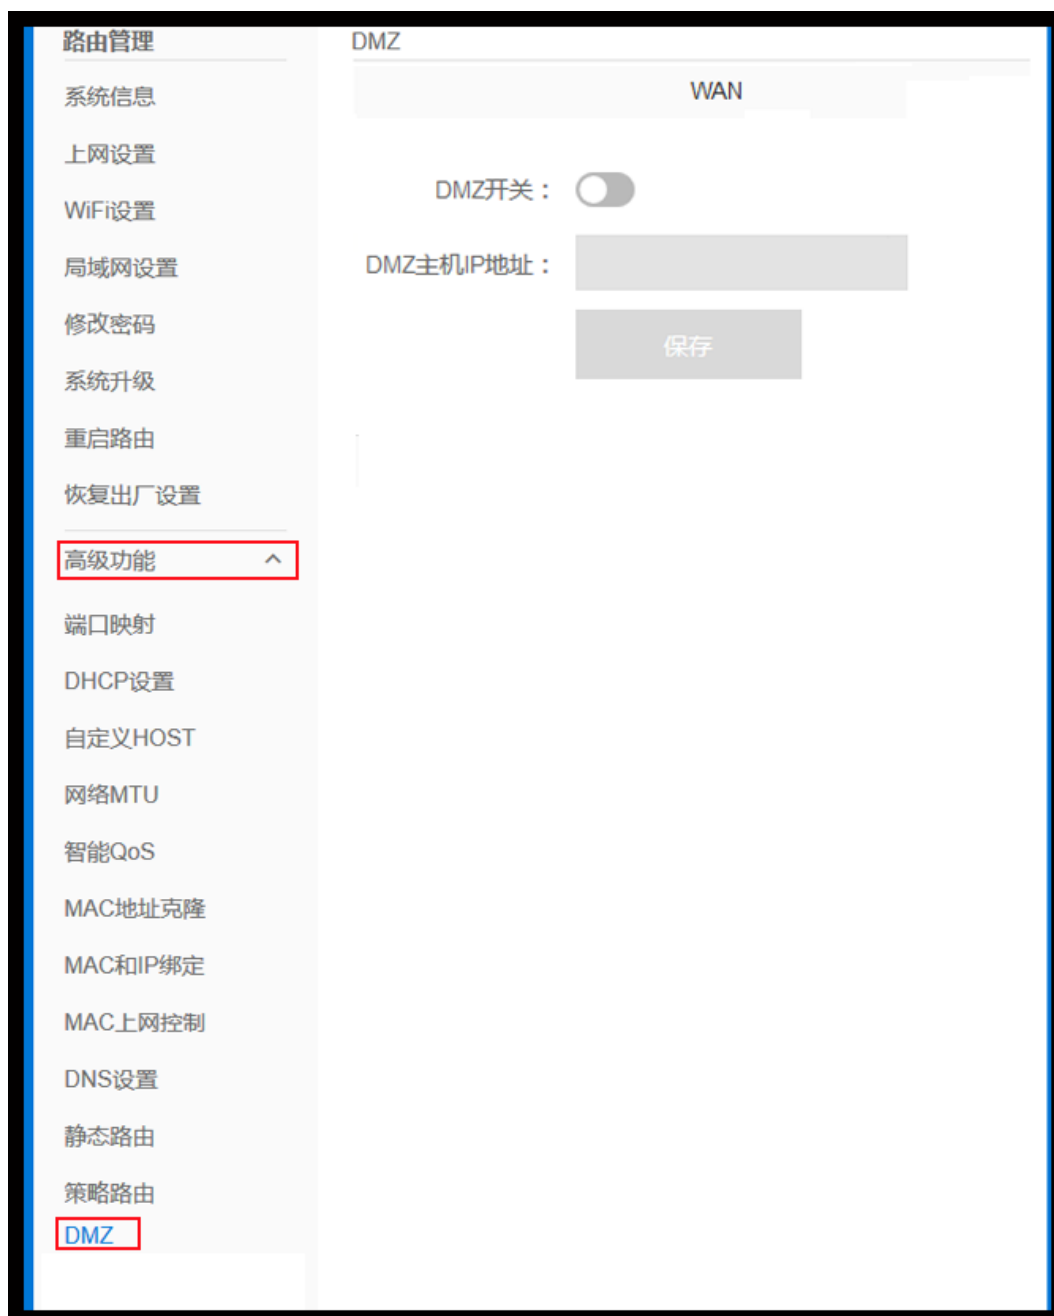 路由管理
系统信息
上网设置
WiFi设置
局域网设置
修改密码
系统升级
重启路由
恢复出厂设置
高级功能
端口映射
DHCP设置
自定义HOST
网络MTU
智能QoS
MAC地址克隆
MAC和IP绑定
MAC上网控制
DNS设置
静态路由
策略路由
DMZ
DMZ
WAN
DMZ开关：
DMZ主机IP地址：
保存